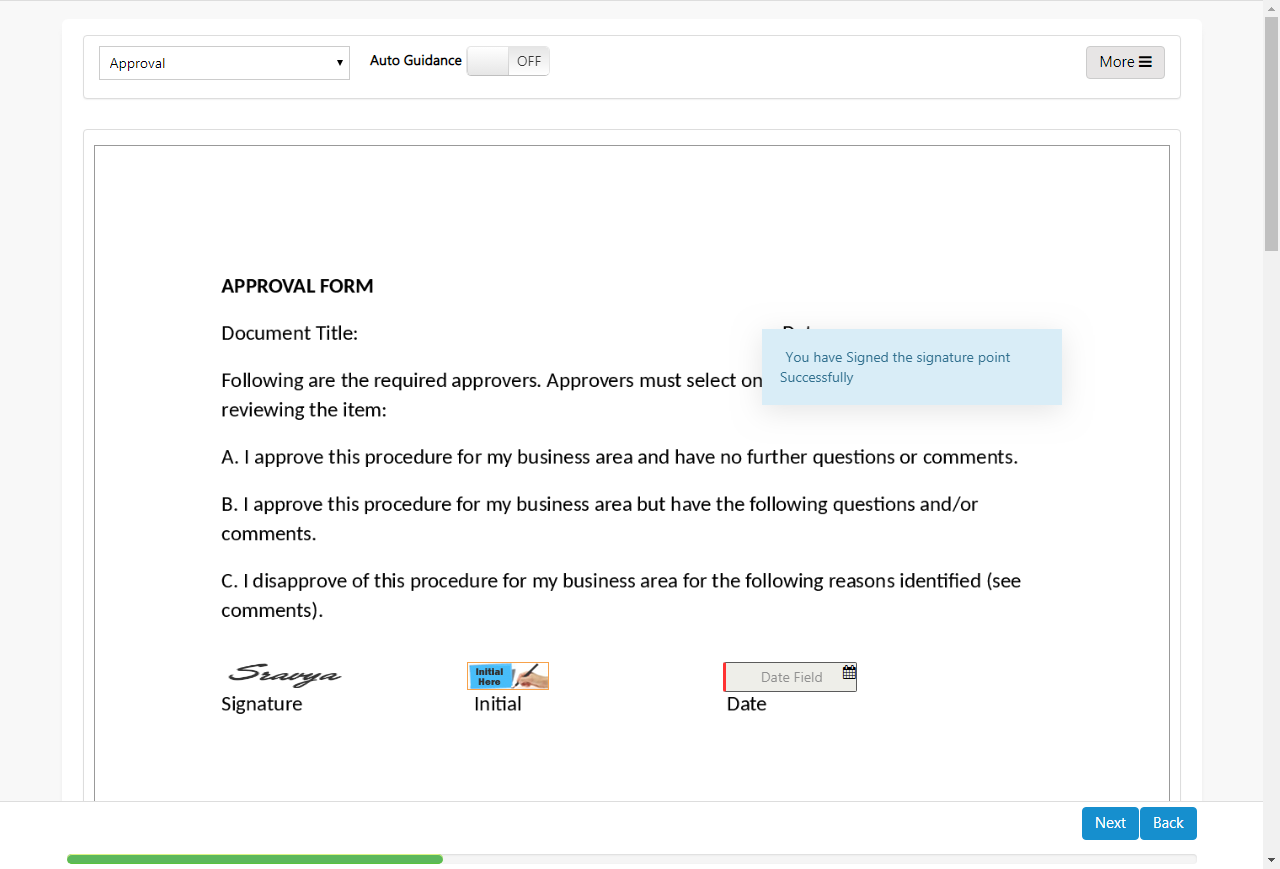 Approval
Auto Guidance
OFF
More
APPROVAL FORM
Document Title:
You have Signed the signature point
Successfully
Following are the required approvers. Approvers must select on
reviewing the item:
A. I approve this procedure for my business area and have no further questions or comments.
B. I approve this procedure for my business area but have the following questions and/or
comments.
C. I disapprove of this procedure for my business area for the following reasons identified (see
comments).
Sravya
Initial
Here
Date Field
Signature
Initial
Date
Next
Back